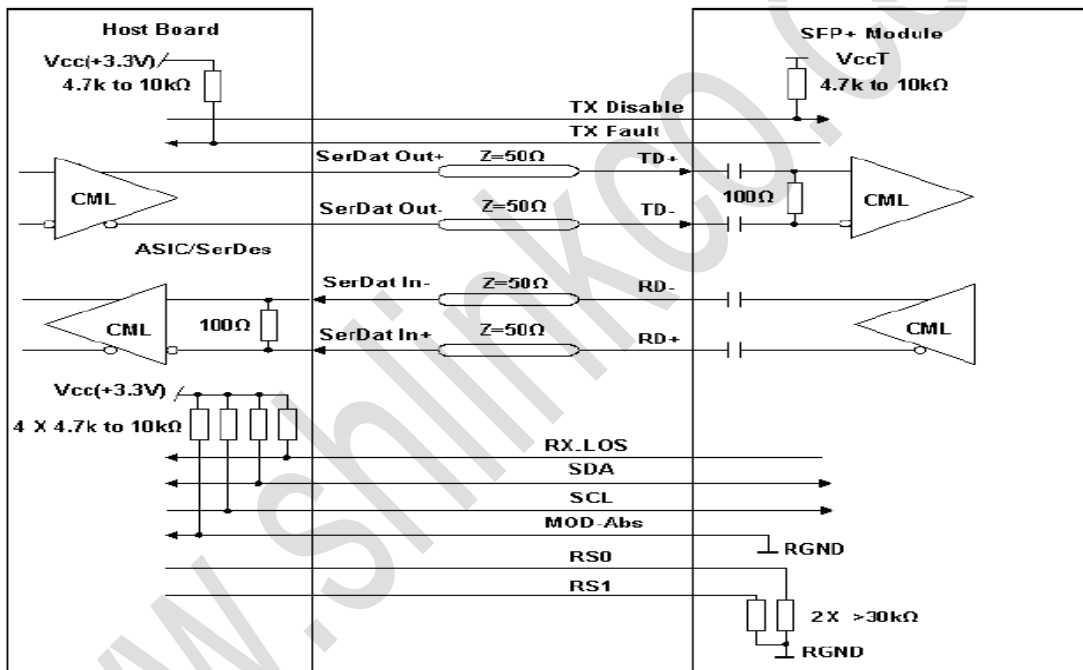 Host Board
SFP+ Module
Vcc(+3.3V)
4.7k to 10kΩ
VccT
4.7k to 10kΩ
TX Disable
TX Fault
SerDat Out+
Z=50Ω
TD+
CML
100Ω
CML
SerDat Out-
Z=50Ω
TD-
ASIC/SerDes
SerDat In-
Z=50Ω
RD-
CML
100Ω
CML
SerDat In+
Z=50Ω
RD+
Vcc(+3.3V)
4 X 4.7k to 10kΩ
RX_LOS
SDA
SCL
MOD-Abs
RGND
RS0
RS1
2X >30kΩ
RGND